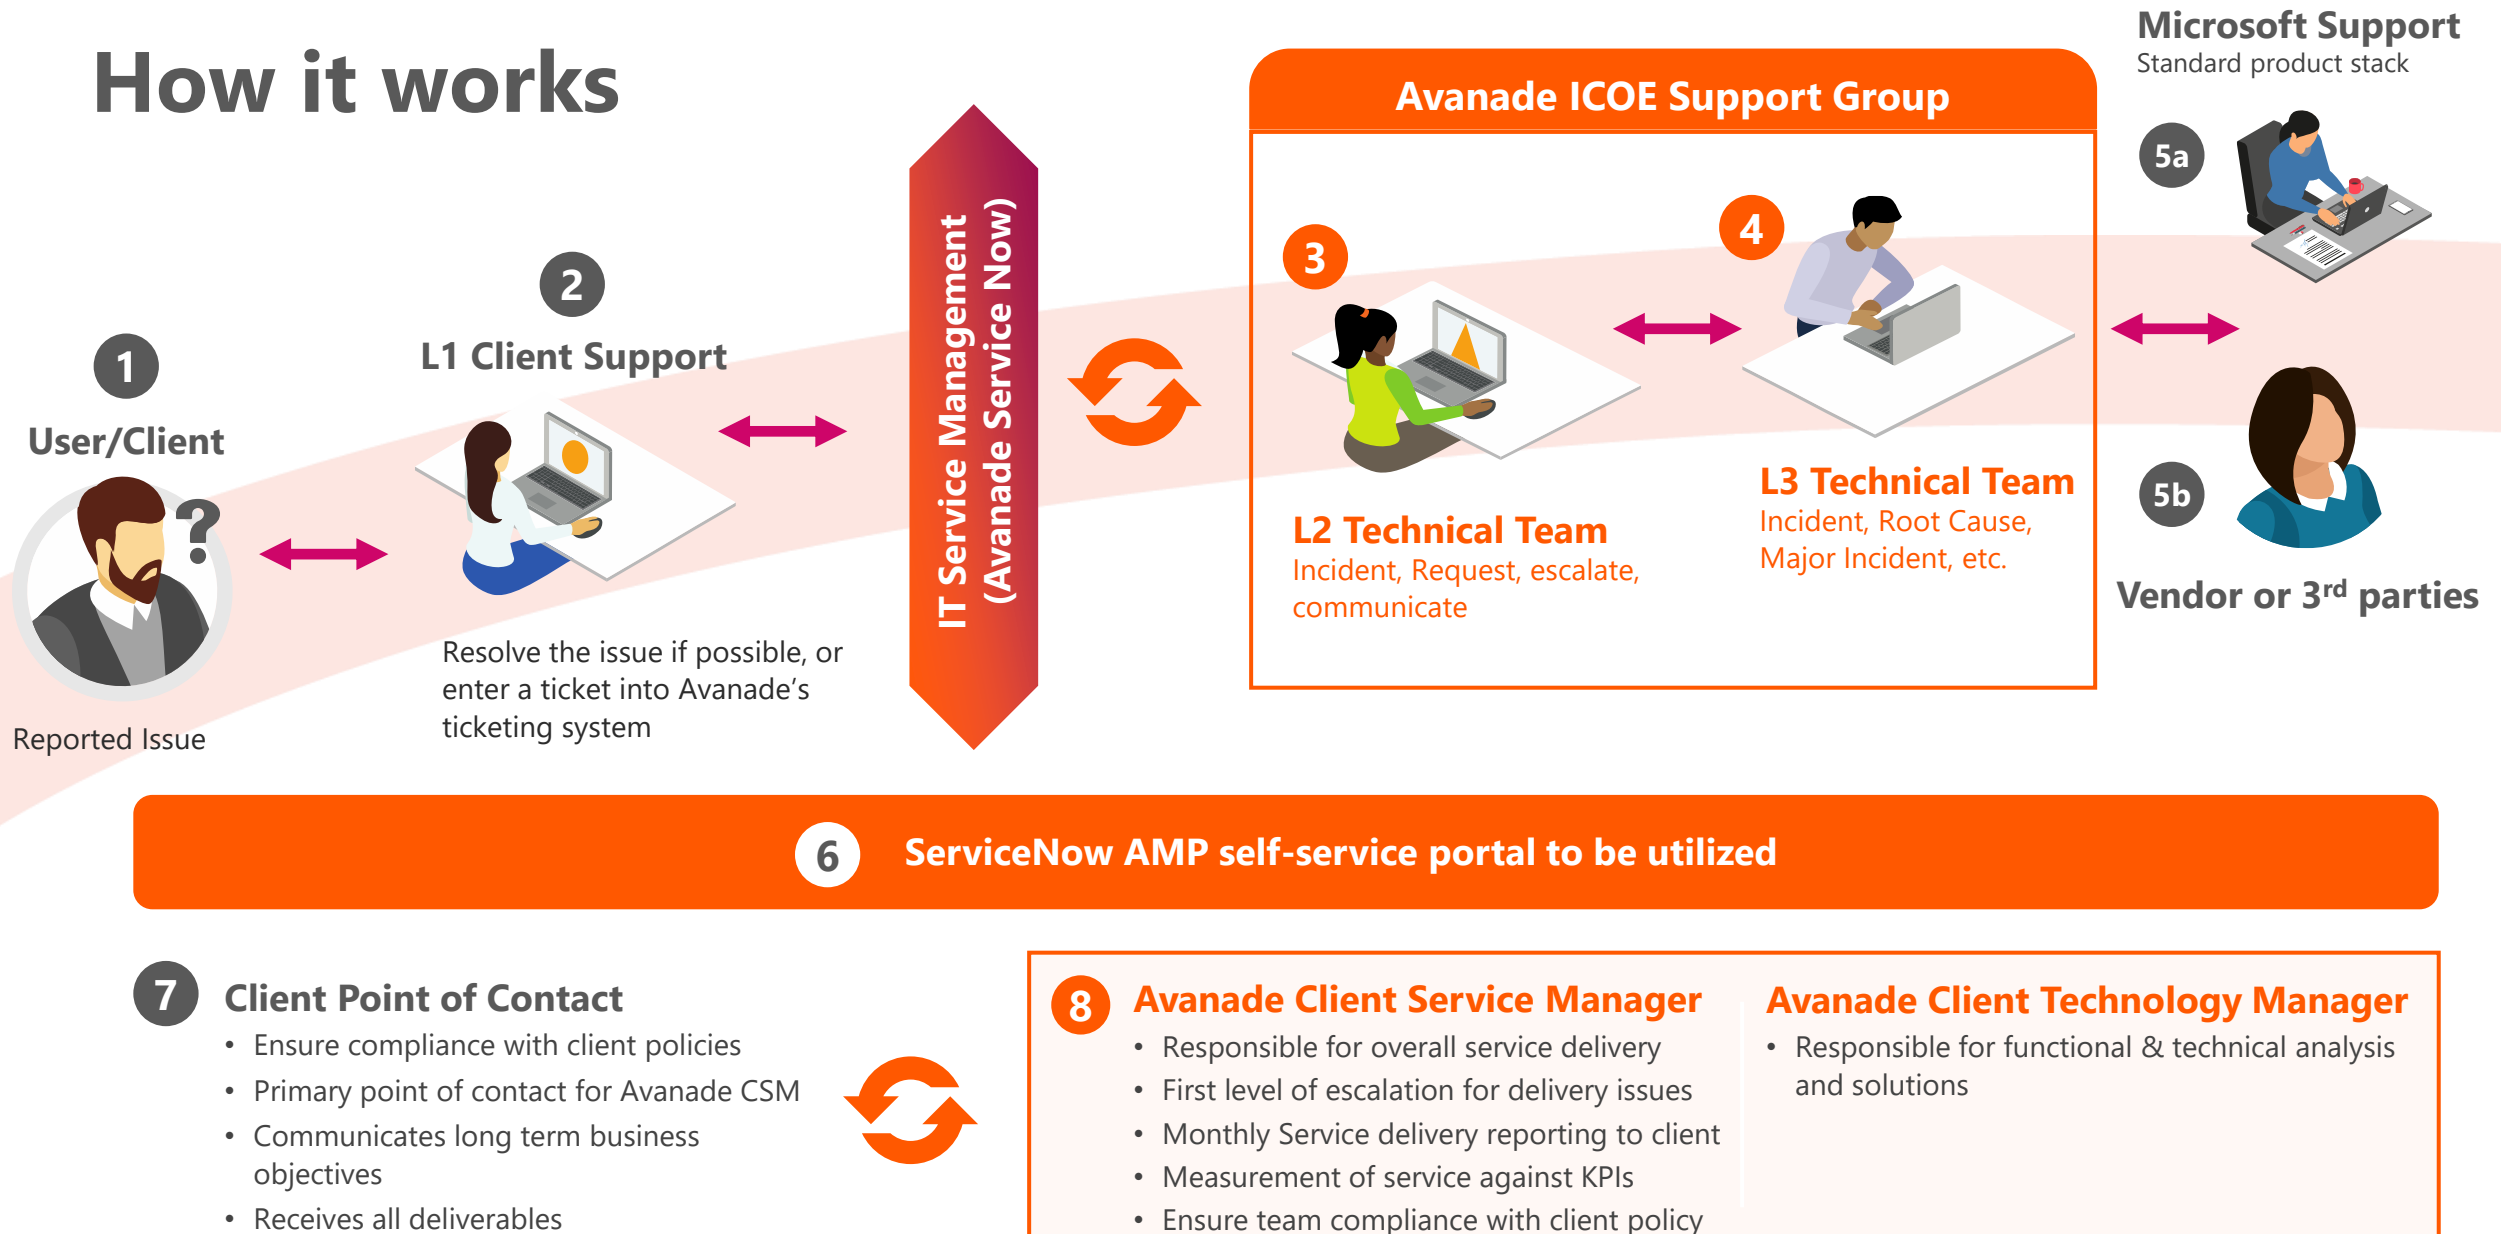 How it works
1
User/Client
?
Reported Issue
2
L1 Client Support
Resolve the issue if possible, or
enter a ticket into Avanade’s
ticketing system
IT Service Management
(Avanade Service Now)
Avanade ICOE Support Group
3
L2 Technical Team
Incident, Request, escalate,
communicate
4
L3 Technical Team
Incident, Root Cause,
Major Incident, etc.
Microsoft Support
Standard product stack
5a
5b
Vendor or 3rd parties
6
ServiceNow AMP self-service portal to be utilized
7
Client Point of Contact
• Ensure compliance with client policies
• Primary point of contact for Avanade CSM
• Communicates long term business
objectives
• Receives all deliverables
8
Avanade Client Service Manager
• Responsible for overall service delivery
• First level of escalation for delivery issues
• Monthly Service delivery reporting to client
• Measurement of service against KPIs
• Ensure team compliance with client policy
Avanade Client Technology Manager
• Responsible for functional & technical analysis
and solutions